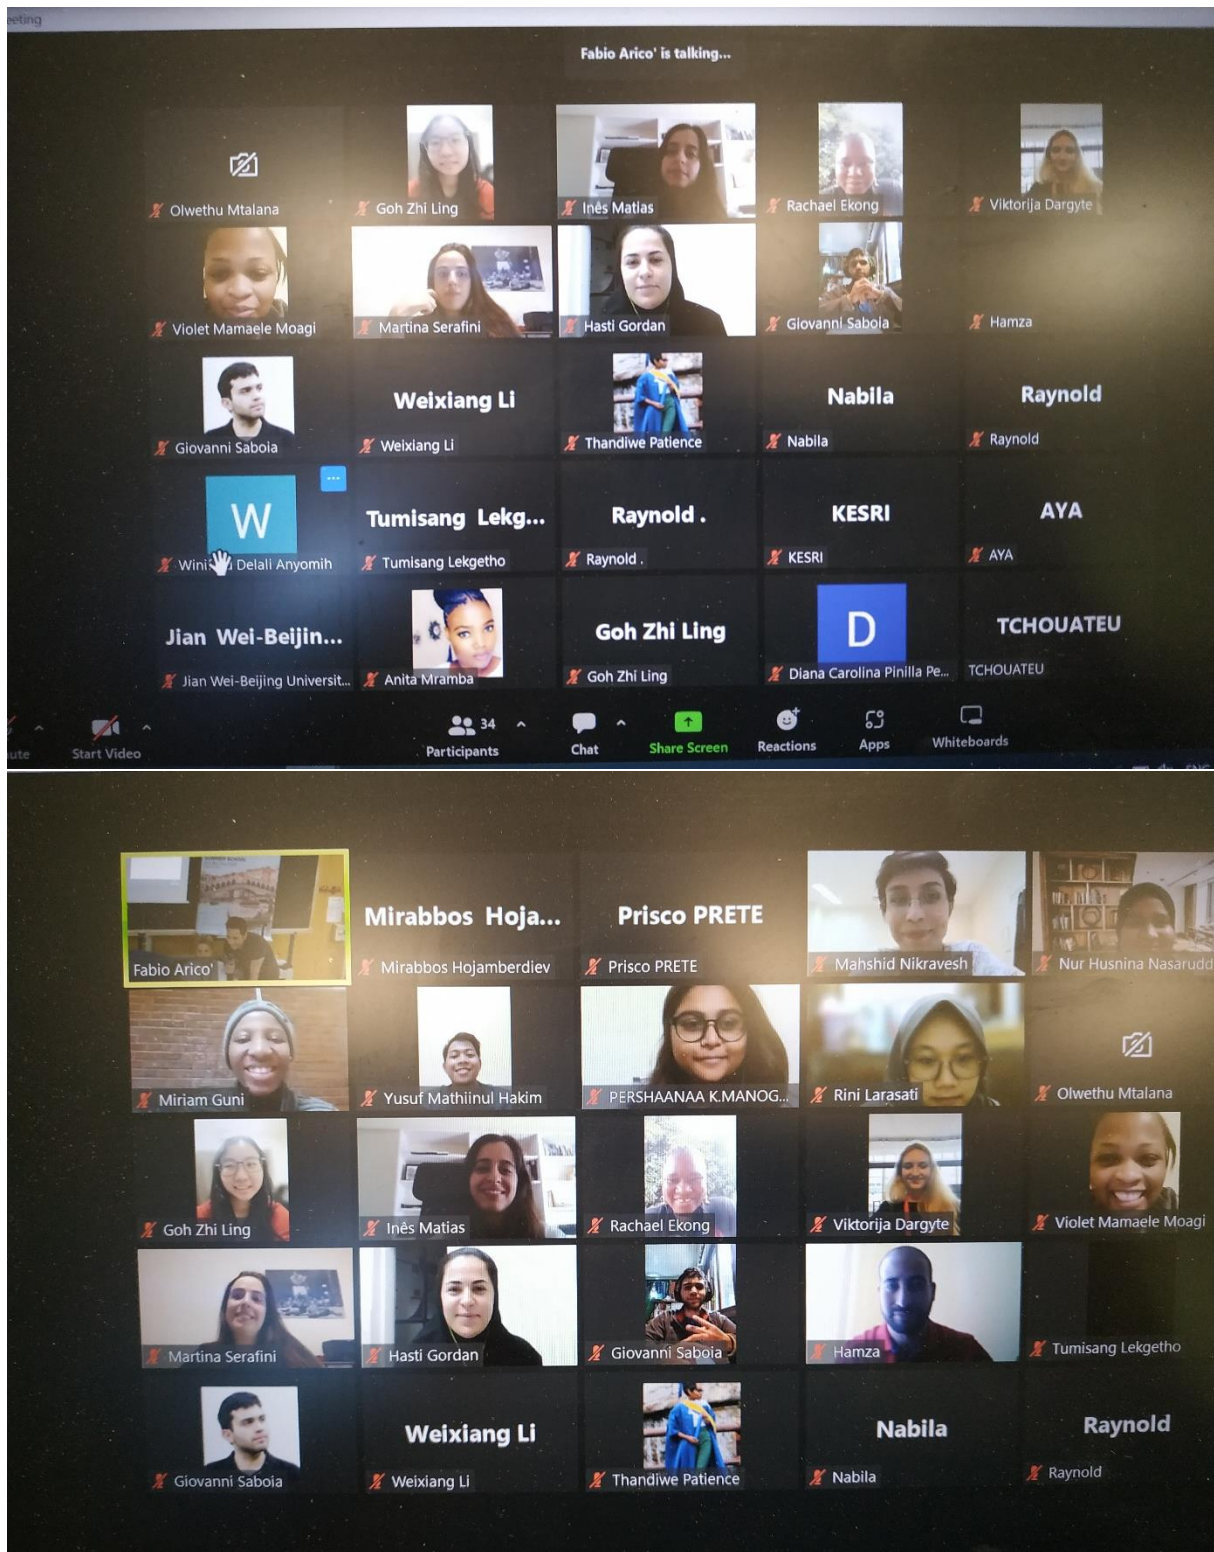 eeting
Fabio Arico' is talking...
Olwethu Mtalana
Goh Zhi Ling
Inês Matias
Rachael Ekong
Viktorija Dargyte
Violet Mamaele Moagi
Martina Serafini
Hasti Gordan
Giovanni Saboia
Hamza
Giovanni Saboia
Weixiang Li
Weixiang Li
Thandiwe Patience
Nabila
Nabila
Raynold
Raynold
W
Delali Anyomih
Tumisang Lekg...
Tumisang Lekgetho
Raynold .
Raynold .
KESRI
KESRI
AYA
AYA
Jian Wei-Beijin...
Jian Wei-Beijing Universit...
Anita Mramba
Goh Zhi Ling
Goh Zhi Ling
D
Diana Carolina Pinilla Pe...
TCHOUATEU
TCHOUATEU
ute
Start Video
34
Participants
Chat
Share Screen
Reactions
Apps
Whiteboards
SUMMER SCHOOL
Fabio Arico'
Mirabbos Hoja...
Mirabbos Hojamberdiev
Prisco PRETE
Prisco PRETE
Mahshid Nikravesh
Nur Husnina Nasarudd
Miriam Guni
Yusuf Mathiinul Hakim
PERSHAANAA K.MANOG...
Rini Larasati
Olwethu Mtalana
Goh Zhi Ling
Inês Matias
Rachael Ekong
Viktorija Dargyte
Violet Mamaele Moagi
Martina Serafini
Hasti Gordan
Giovanni Saboia
Hamza
Tumisang Lekgetho
Giovanni Saboia
Weixiang Li
Weixiang Li
Thandiwe Patience
Nabila
Nabila
Raynold
Raynold